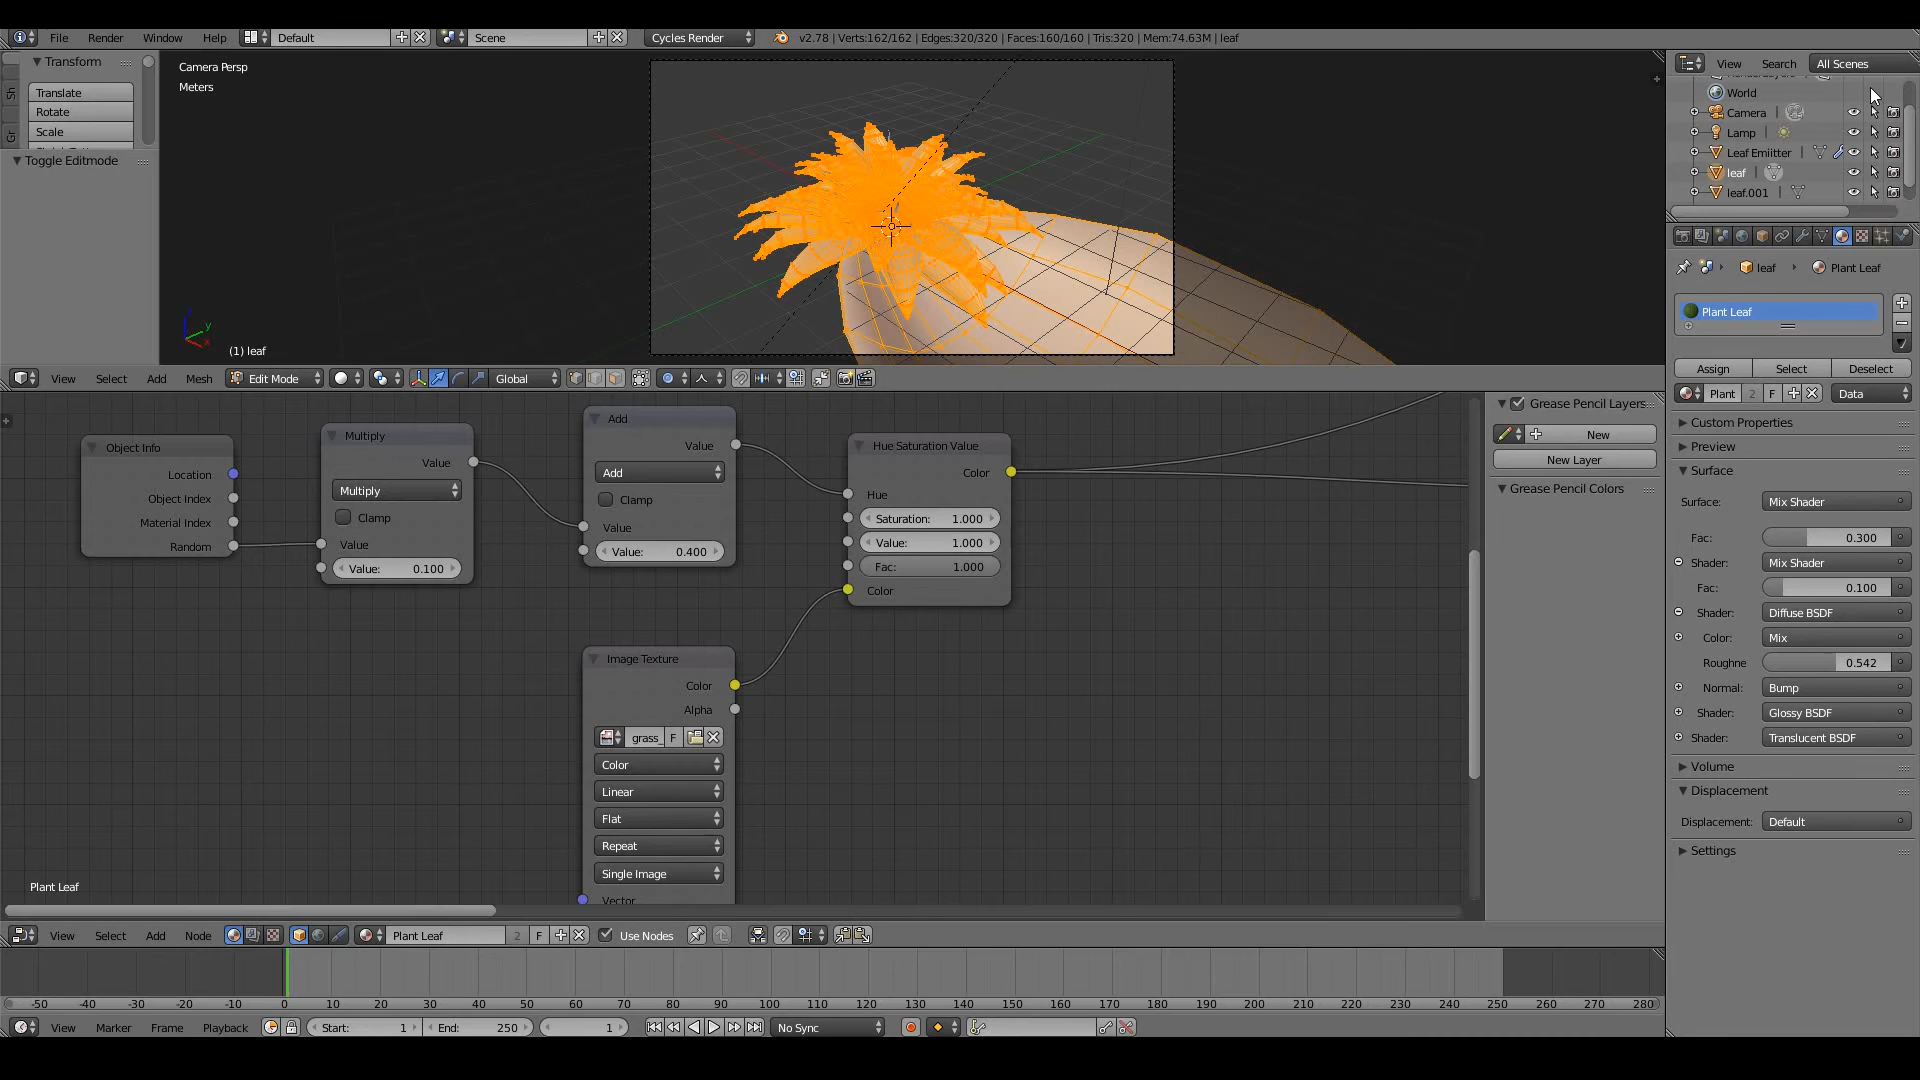 File Render Window Help Default Scene Cycles Render v2.78 | Verts:162/162 | Edges:320/320 | Faces:160/160 | Tris:320 | Mem:74.63M | leaf
Transform
Translate
Rotate
Scale
Sh
Gr
Toggle Editmode
Camera Persp
Meters
(1) leaf
View Search All Scenes
World
Camera
Lamp
Leaf Emiitter
leaf
leaf.001
View Select Add Mesh Edit Mode Global
leaf Plant Leaf
Plant Leaf
Assign Select Deselect
Plant 2 F Data
Custom Properties
Preview
Surface
Surface: Mix Shader
Fac: 0.300
Shader: Mix Shader
Fac: 0.100
Shader: Diffuse BSDF
Color: Mix
Roughne 0.542
Normal: Bump
Shader: Glossy BSDF
Shader: Translucent BSDF
Volume
Displacement
Displacement: Default
Settings
Object Info
Location
Object Index
Material Index
Random
Multiply
Value
Multiply
Clamp
Value
Value: 0.100
Add
Value
Add
Clamp
Value
Value: 0.400
Hue Saturation Value
Color
Hue
Saturation: 1.000
Value: 1.000
Fac: 1.000
Color
Image Texture
Color
Alpha
grass_ F
Color
Linear
Flat
Repeat
Single Image
Vector
Grease Pencil Layers
New
New Layer
Grease Pencil Colors
Plant Leaf
View Select Add Node Plant Leaf 2 F Use Nodes
-50 -40 -30 -20 -10 0 10 20 30 40 50 60 70 80 90 100 110 120 130 140 150 160 170 180 190 200 210 220 230 240 250 260 270 280
View Marker Frame Playback Start: 1 End: 250 1 No Sync